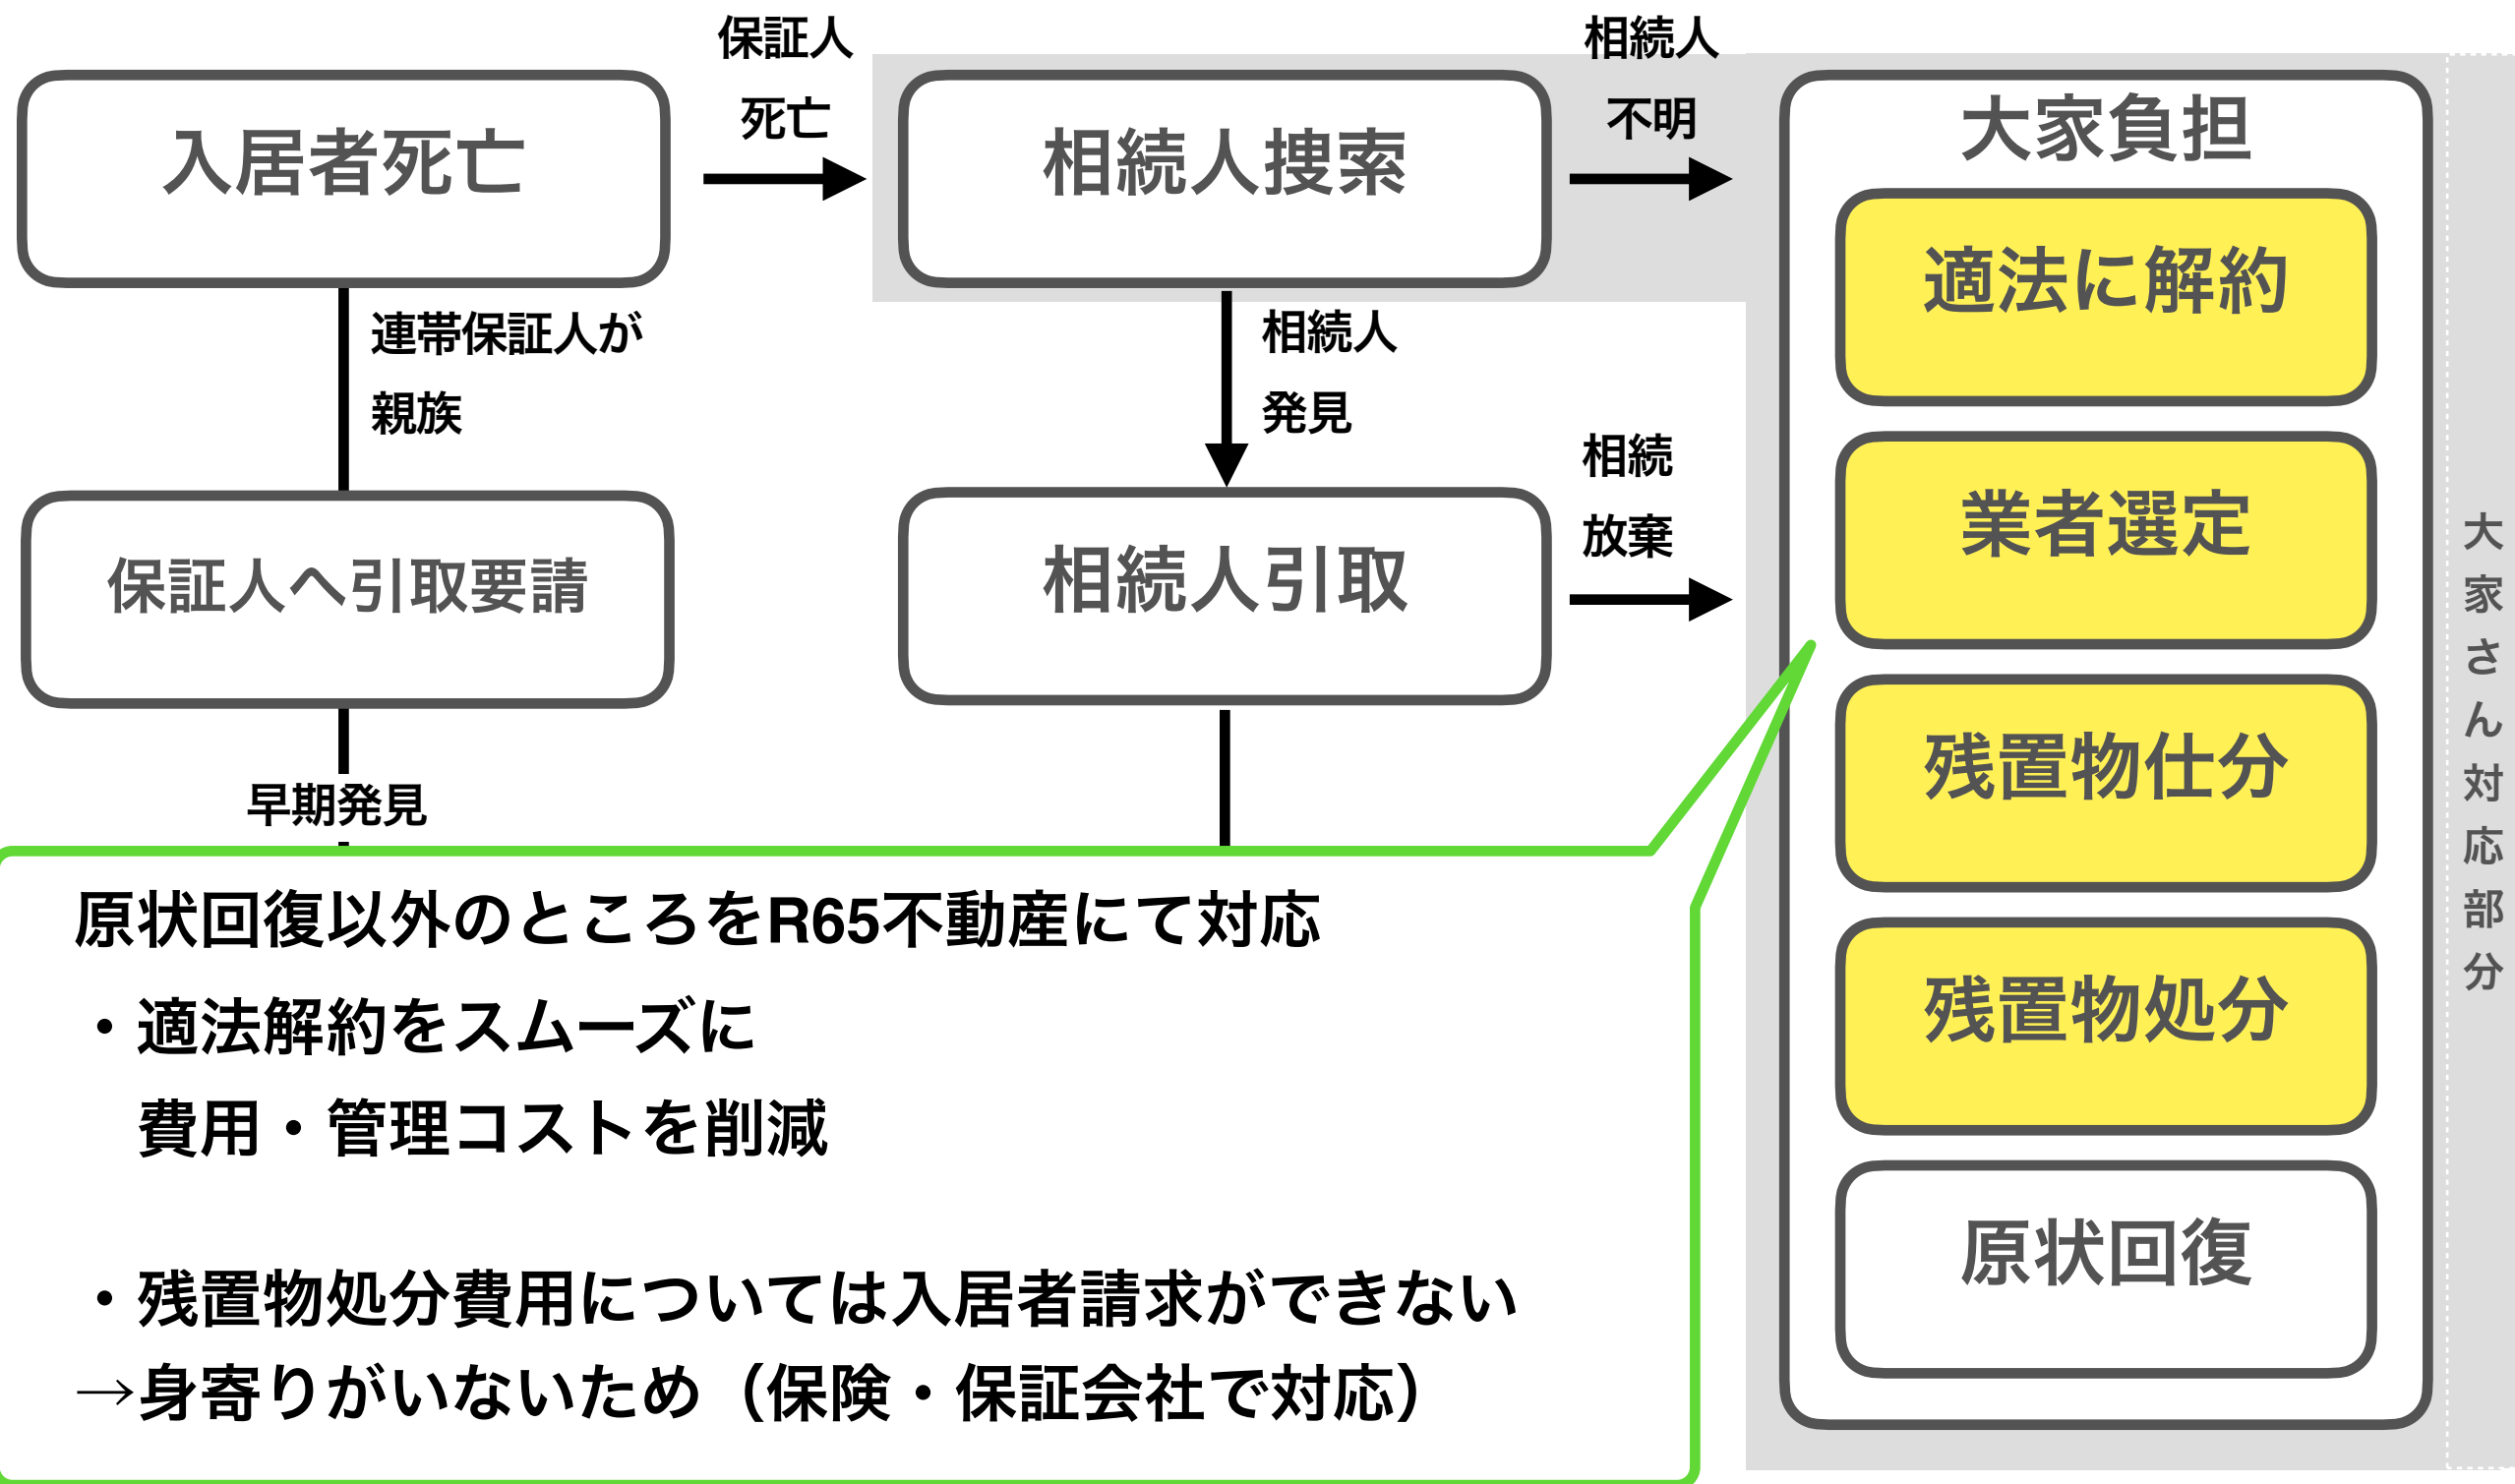 保証人
死亡
相続人
不明
入居者死亡
相続人捜索
大家負担
適法に解約
連帯保証人が
親族
相続人
発見
相続
放棄
業者選定
保証人へ引取要請
相続人引取
残置物仕分
早期発見
残置物処分
原状回復
大家さん対応部分
原状回復以外のところをR65不動産にて対応
・適法解約をスムーズに
費用・管理コストを削減
・残置物処分費用については入居者請求ができない
→身寄りがいないため（保険・保証会社で対応）